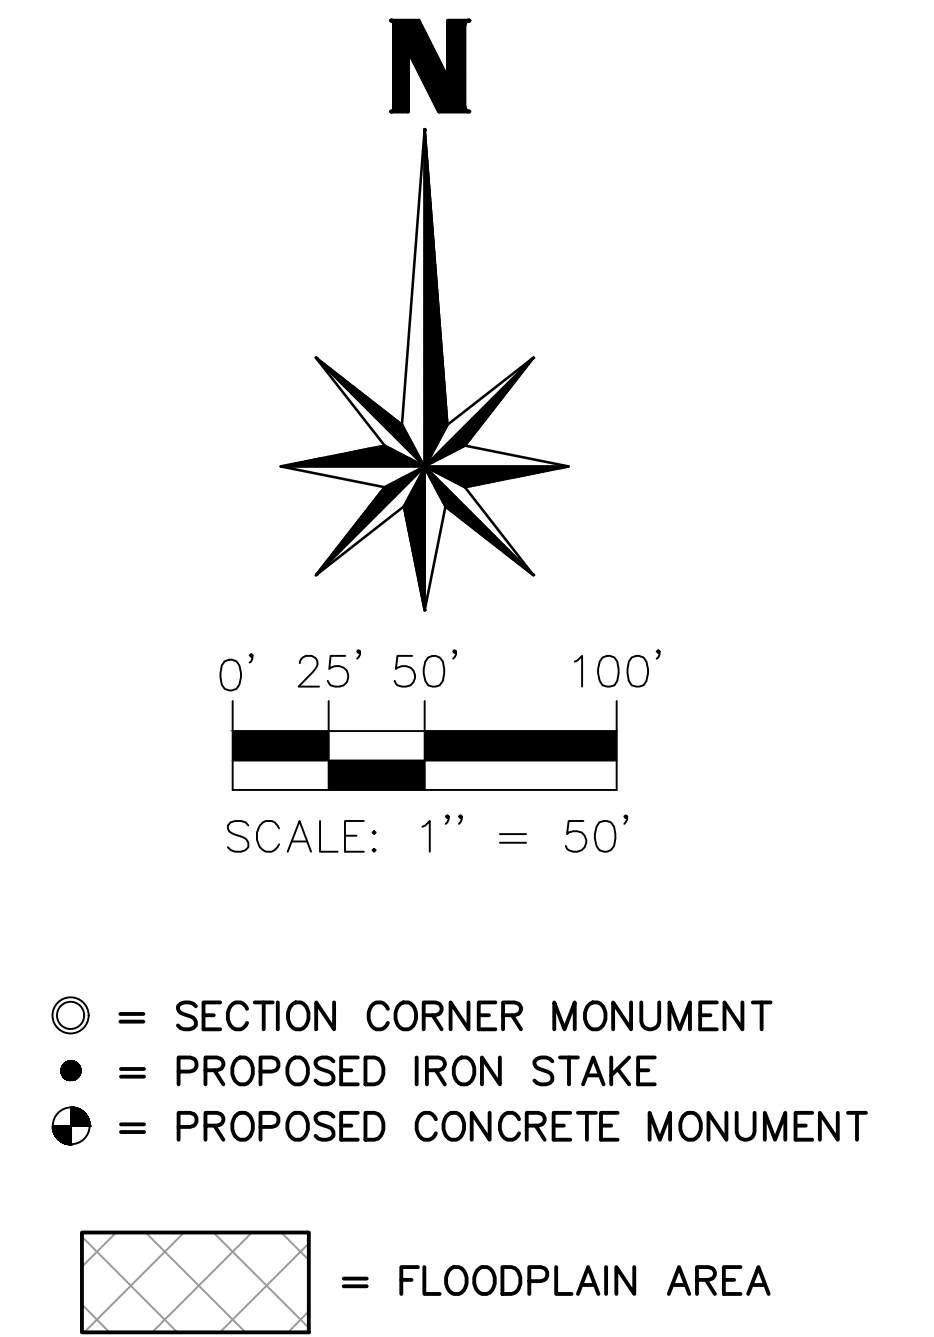 N
0' 25' 50' 100'
SCALE: 1'' = 50'
= SECTION CORNER MONUMENT
= PROPOSED IRON STAKE
= PROPOSED CONCRETE MONUMENT
= FLOODPLAIN AREA